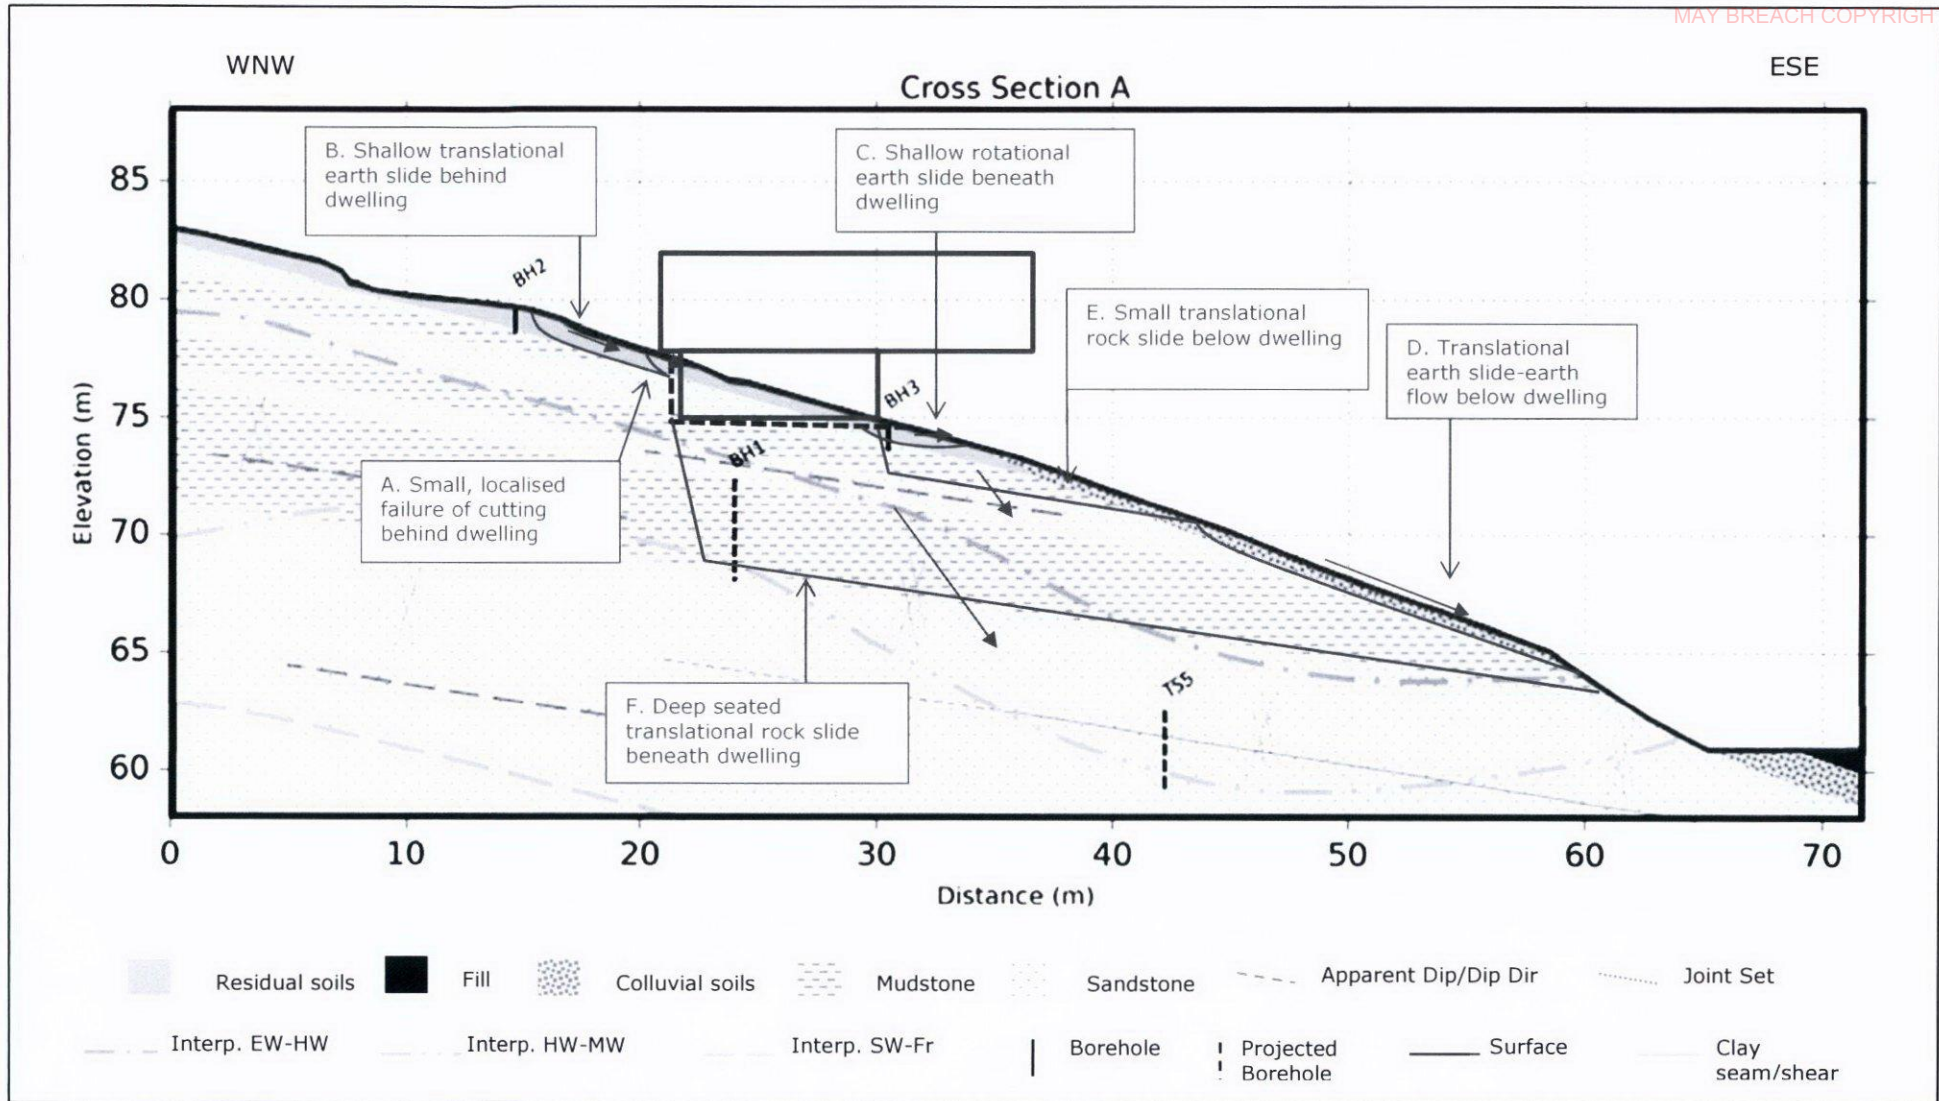 MAY BREACH COPYRIGH
WNW
ESE
Cross Section A
B. Shallow translational
earth slide behind
dwelling
C. Shallow rotational
earth slide beneath
dwelling
E. Small translational
rock slide below dwelling
D. Translational
earth slide-earth
flow below dwelling
A. Small, localised
failure of cutting
behind dwelling
F. Deep seated
translational rock slide
beneath dwelling
BH2
BH3
BH1
TS5
Elevation (m)
85
80
75
70
65
60
0 10 20 30 40 50 60 70
Distance (m)
Residual soils
Fill
Colluvial soils
Mudstone
Sandstone
Apparent Dip/Dip Dir
Joint Set
Interp. EW-HW
Interp. HW-MW
Interp. SW-Fr
Borehole
Projected
Borehole
Surface
Clay
seam/shear